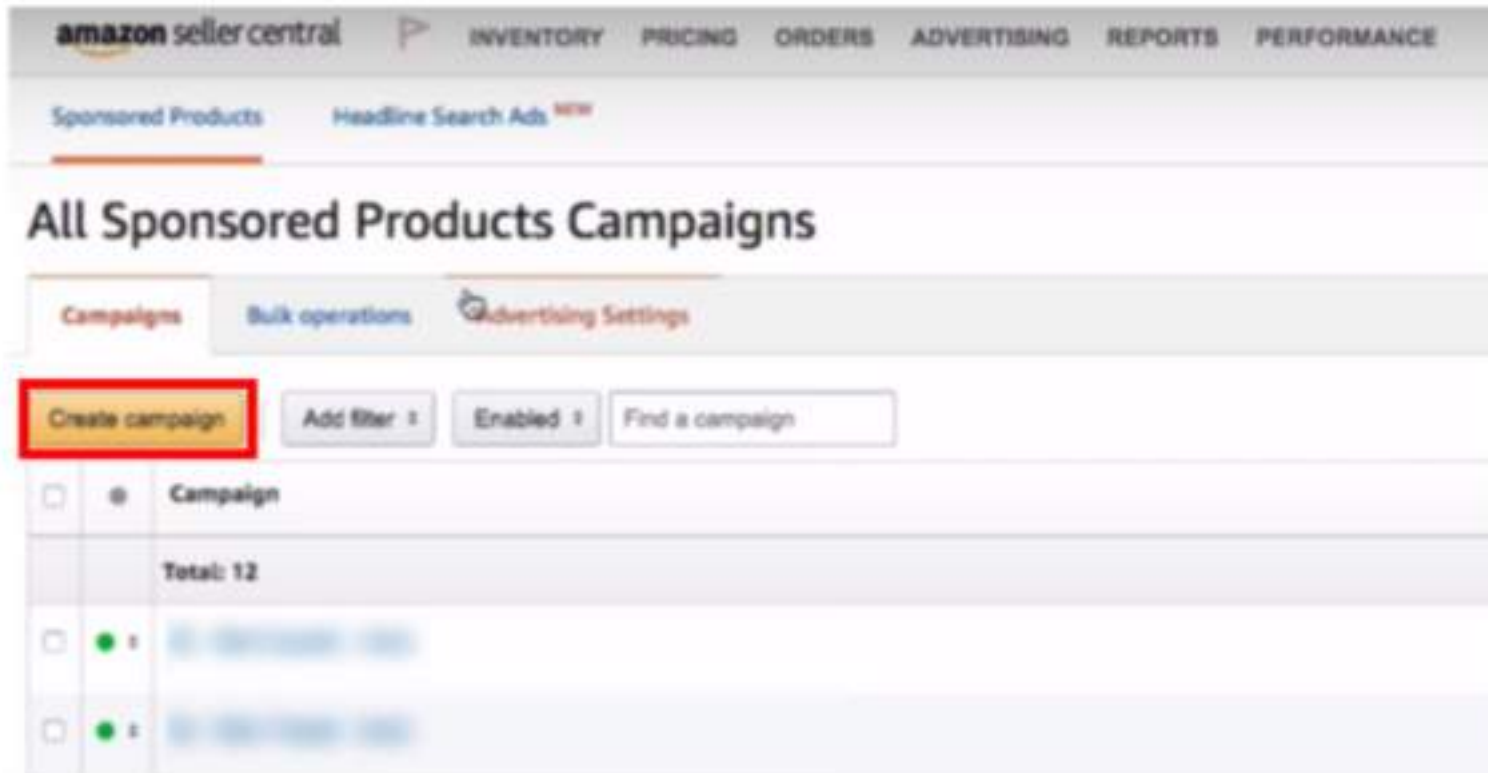 amazon seller central INVENTORY PRICING ORDERS ADVERTISING REPORTS PERFORMANCE
Sponsored Products Headline Search Ads NEW
All Sponsored Products Campaigns
Campaigns Bulk operations Advertising Settings
Create campaign Add filter Enabled Find a campaign
Campaign
Total: 12